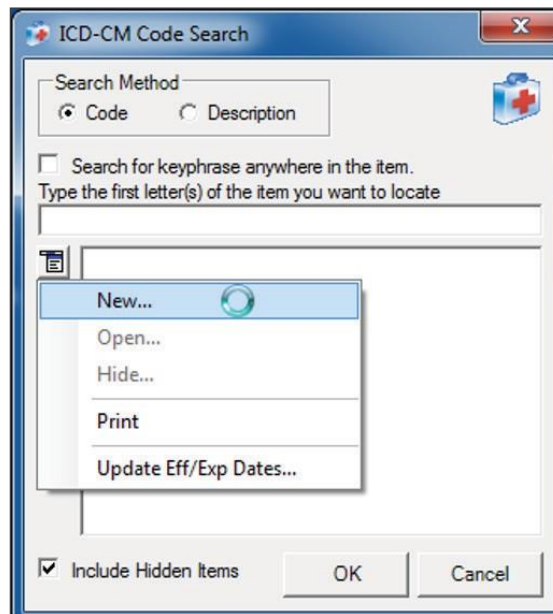 ICD-CM Code Search
Search Method
Code Description
Search for keyphrase anywhere in the item.
Type the first letter(s) of the item you want to locate
New...
Open...
Hide...
Print
Update Eff/Exp Dates...
Include Hidden Items OK Cancel